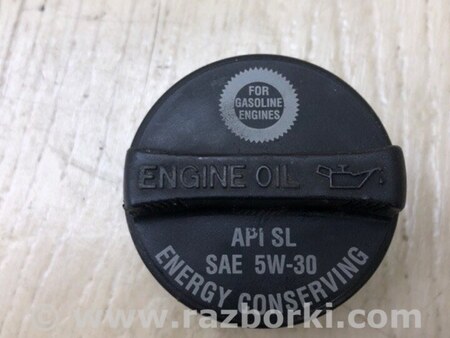 FOR
GASOLINE
ENGINES
ENGINE OIL
API SL
SAE 5W-30
ENERGY CONSERVING
www.razborki.com